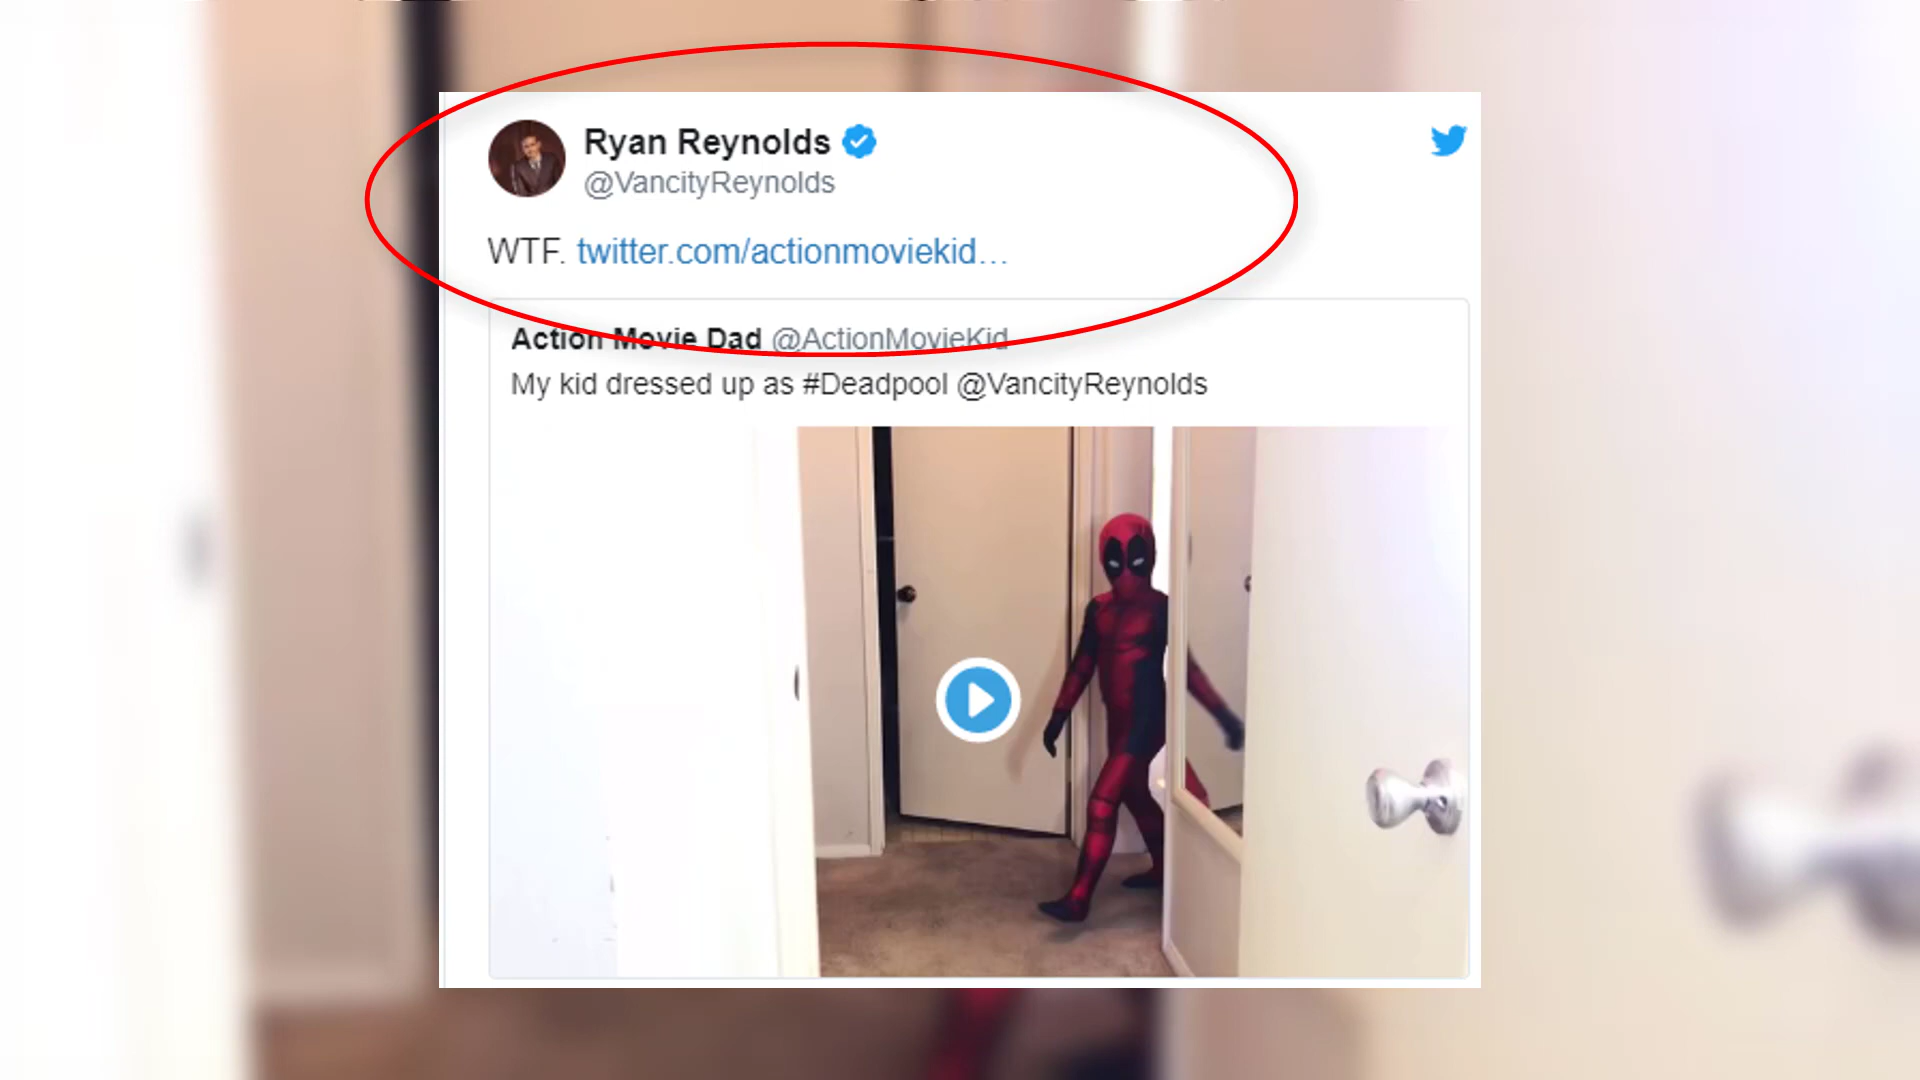 Ryan Reynolds
@VancityReynolds
WTF. twitter.com/actionmoviekid…
Action Movie Dad @ActionMovieKid
My kid dressed up as #Deadpool @VancityReynolds